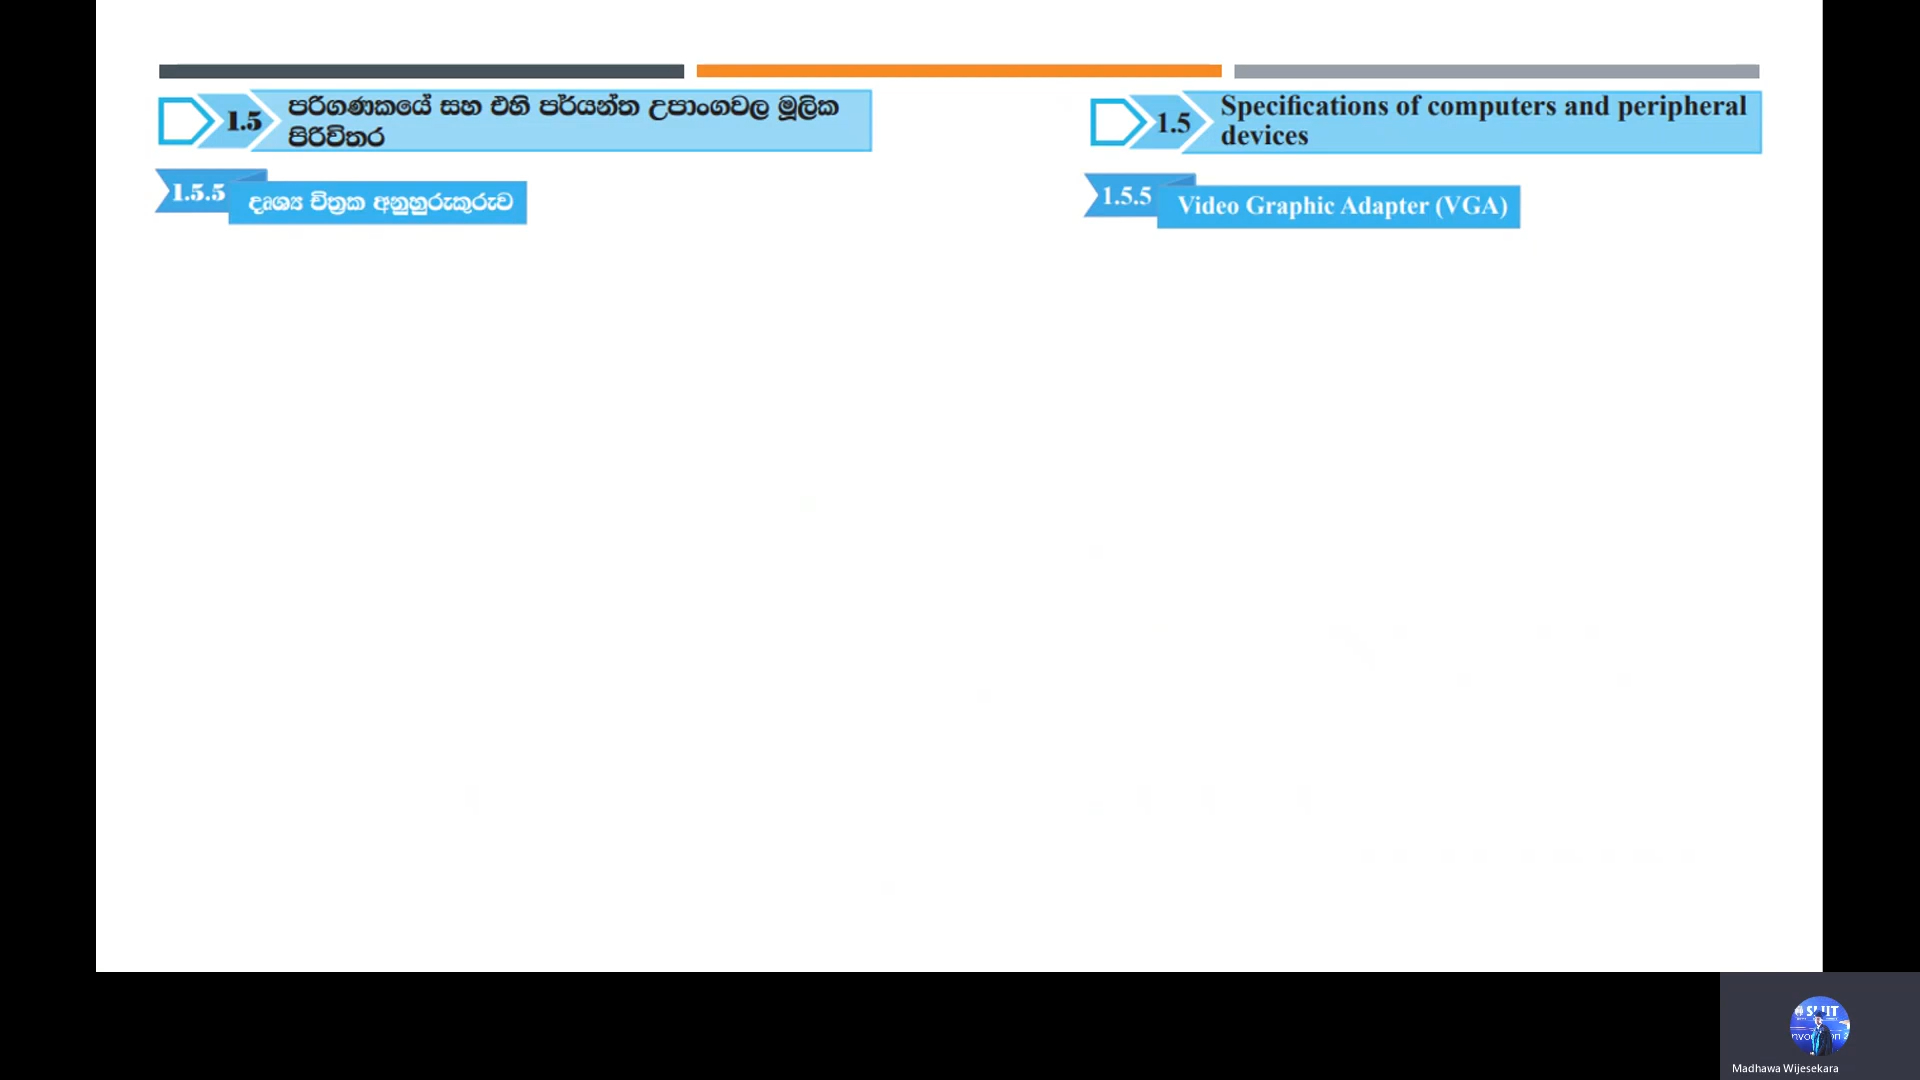 1.5 පරිගණකයේ සහ එහි පර්යන්ත උපාංගවල මූලික
පිරිවිතර
1.5.5 දෘශ්‍ය චිත්‍රක අනුහුරුකුරුව
1.5 Specifications of computers and peripheral
devices
1.5.5 Video Graphic Adapter (VGA)
SLIIT
Madhawa Wijesekara